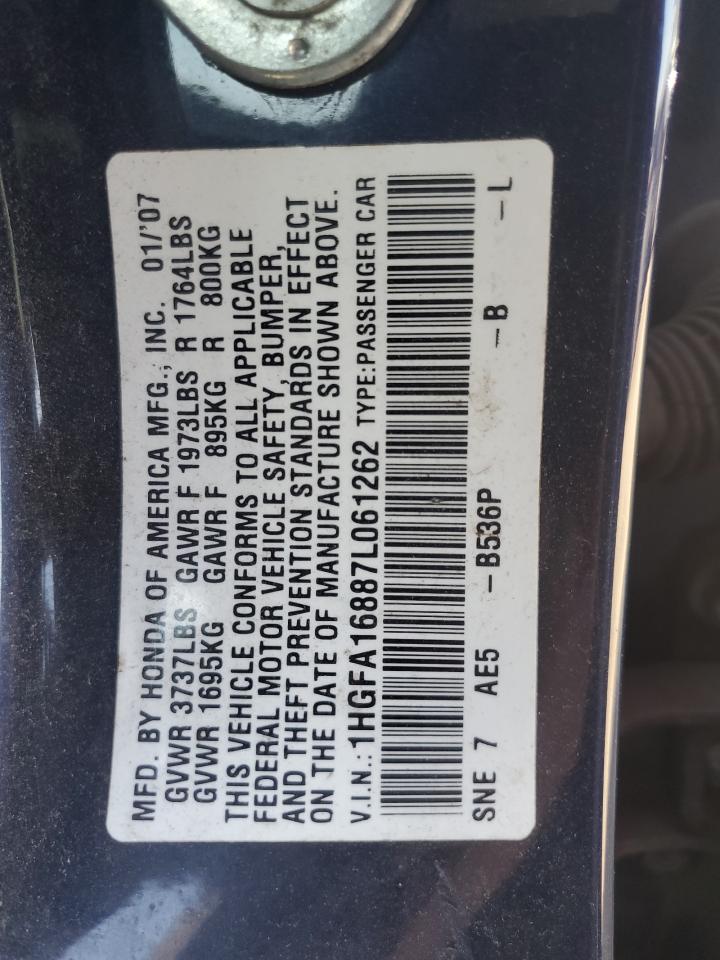 MFD. BY HONDA OF AMERICA MFG., INC. 01/'07
GVWR 3737LBS GAWR F 1973LBS R 1764LBS
GVWR 1695KG GAWR F 895KG R 800KG
THIS VEHICLE CONFORMS TO ALL APPLICABLE
FEDERAL MOTOR VEHICLE SAFETY, BUMPER,
AND THEFT PREVENTION STANDARDS IN EFFECT
ON THE DATE OF MANUFACTURE SHOWN ABOVE.
V.I.N.: 1HGFA16887L061262 TYPE:PASSENGER CAR
SNE 7 AE5 -B536P -B -L